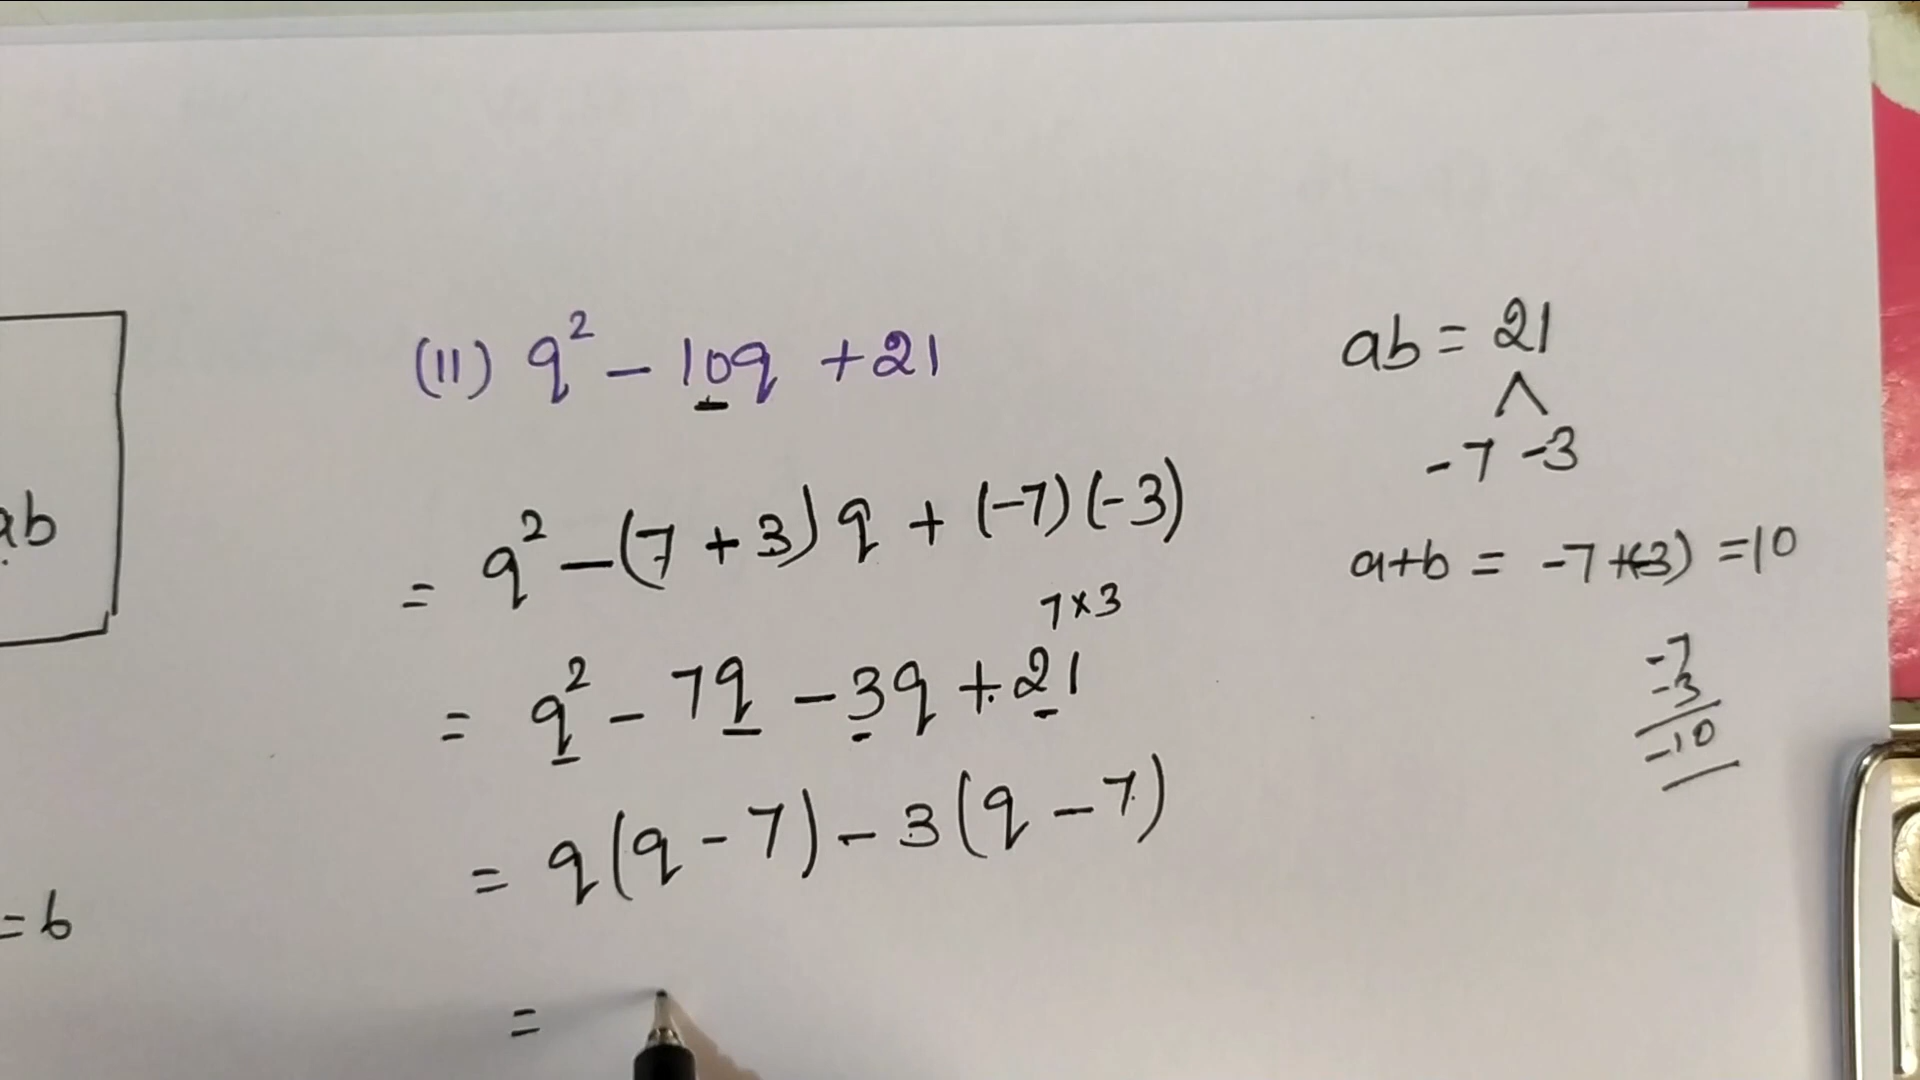 ab
= 6
(11) q² - 10q + 21
= q² - (7 + 3) q + (-7) (-3)
7 × 3
= q² - 7q - 3q + 21
= q (q - 7) - 3 (q - 7)
=
ab = 21
-7 -3
a+b = -7 + (-3) = 10
-7
-3
-10